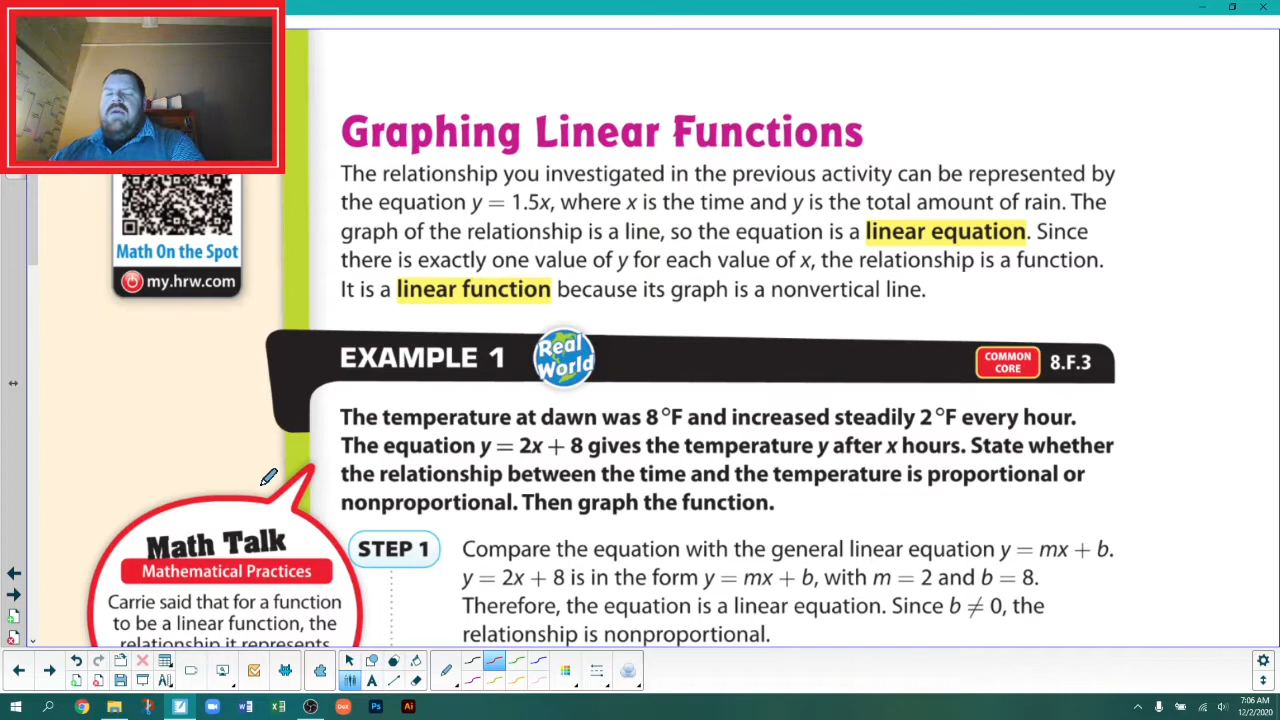 Graphing Linear Functions
The relationship you investigated in the previous activity can be represented by
the equation y = 1.5x, where x is the time and y is the total amount of rain. The
graph of the relationship is a line, so the equation is a linear equation. Since
there is exactly one value of y for each value of x, the relationship is a function.
It is a linear function because its graph is a nonvertical line.
Math On the Spot
my.hrw.com
EXAMPLE 1
Real
World
COMMON
CORE
8.F.3
The temperature at dawn was 8°F and increased steadily 2°F every hour.
The equation y = 2x + 8 gives the temperature y after x hours. State whether
the relationship between the time and the temperature is proportional or
nonproportional. Then graph the function.
STEP 1
Compare the equation with the general linear equation y = mx + b.
y = 2x + 8 is in the form y = mx + b, with m = 2 and b = 8.
Therefore, the equation is a linear equation. Since b ≠ 0, the
relationship is nonproportional.
Math Talk
Mathematical Practices
Carrie said that for a function
to be a linear function, the
relationship it represents
7:06 AM
12/2/2020